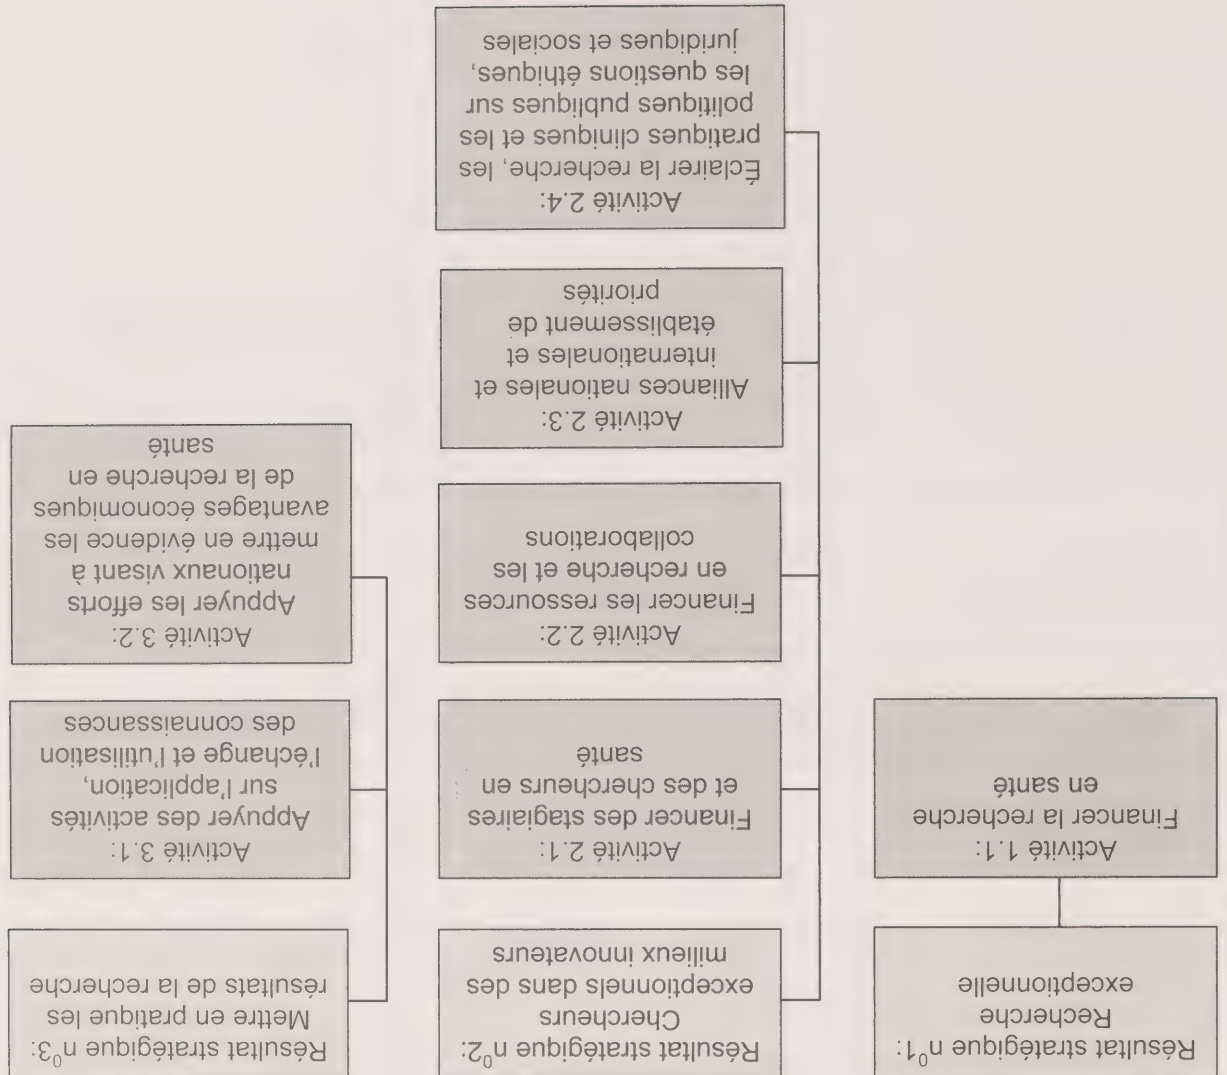 Résultat stratégique n⁰1:
Recherche
exceptionnelle
Activité 1.1:
Financer la recherche
en santé
Résultat stratégique n⁰2:
Chercheurs
exceptionnels dans des
milieux innovateurs
Activité 2.1:
Financer des stagiaires
et des chercheurs en
santé
Activité 2.2:
Financer les ressources
en recherche et les
collaborations
Activité 2.3:
Alliances nationales et
internationales et
établissement de
priorités
Activité 2.4:
Éclairer la recherche, les
pratiques cliniques et les
politiques publiques sur
les questions éthiques,
juridiques et sociales
Résultat stratégique n⁰3:
Mettre en pratique les
résultats de la recherche
Activité 3.1:
Appuyer des activités
sur l'application,
l'échange et l'utilisation
des connaissances
Activité 3.2:
Appuyer les efforts
nationaux visant à
mettre en évidence les
avantages économiques
de la recherche en
santé